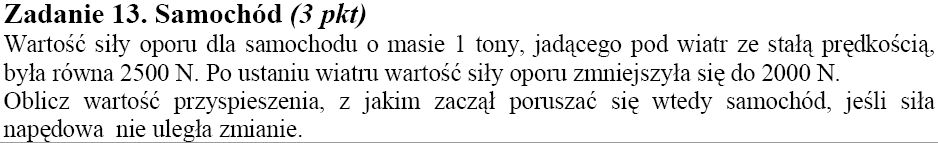 Zadanie 13. Samochód (3 pkt)
Wartość siły oporu dla samochodu o masie 1 tony, jadącego pod wiatr ze stałą prędkością,
była równa 2500 N. Po ustaniu wiatru wartość siły oporu zmniejszyła się do 2000 N.
Oblicz wartość przyspieszenia, z jakim zaczął poruszać się wtedy samochód, jeśli siła
napędowa nie uległa zmianie.